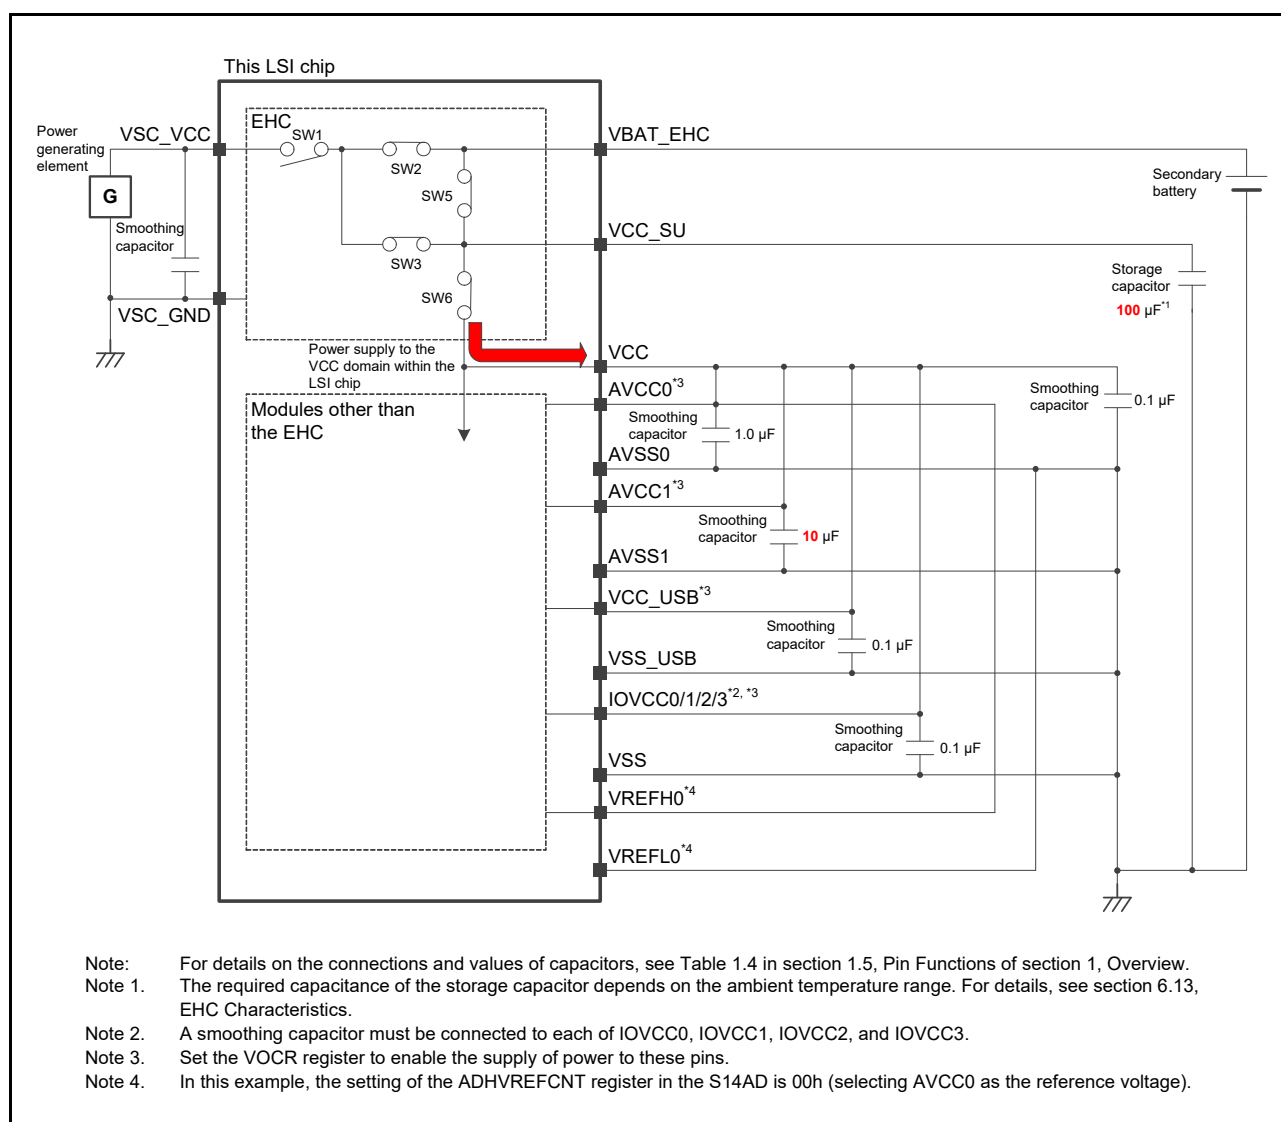 This LSI chip
Power
generating
element
VSC_VCC
EHC
SW1
VBAT_EHC
SW2
Secondary
battery
SW5
G
Smoothing
capacitor
VCC_SU
SW3
Storage
capacitor
100 µF*1
SW6
VSC_GND
Power supply to the
VCC domain within the
LSI chip
VCC
AVCC0*3
Smoothing
capacitor
0.1 µF
Modules other than
the EHC
Smoothing
capacitor
1.0 µF
AVSS0
AVCC1*3
Smoothing
capacitor
10 µF
AVSS1
VCC_USB*3
Smoothing
capacitor
0.1 µF
VSS_USB
IOVCC0/1/2/3*2, *3
Smoothing
capacitor
0.1 µF
VSS
VREFH0*4
VREFL0*4
Note: For details on the connections and values of capacitors, see Table 1.4 in section 1.5, Pin Functions of section 1, Overview.
Note 1. The required capacitance of the storage capacitor depends on the ambient temperature range. For details, see section 6.13,
EHC Characteristics.
Note 2. A smoothing capacitor must be connected to each of IOVCC0, IOVCC1, IOVCC2, and IOVCC3.
Note 3. Set the VOCR register to enable the supply of power to these pins.
Note 4. In this example, the setting of the ADHVREFCNT register in the S14AD is 00h (selecting AVCC0 as the reference voltage).